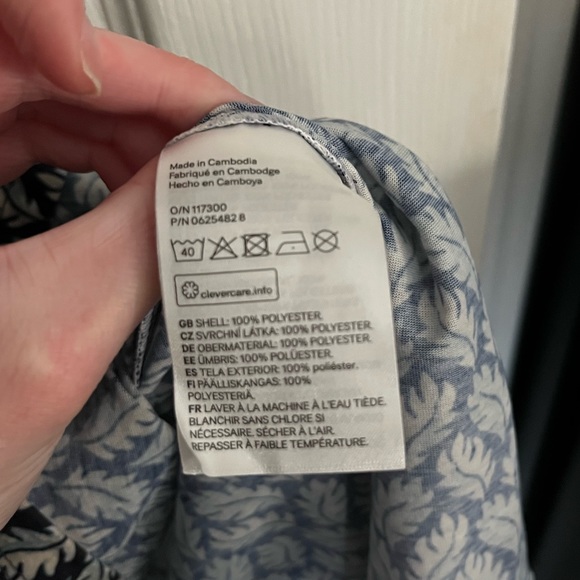 Made in Cambodia
Fabriqué en Cambodge
Hecho en Camboya
O/N 117300
P/N 0625482 8
40
clevercare.info
GB SHELL: 100% POLYESTER.
CZ SVRCHNÍ LÁTKA: 100% POLYESTER.
DE OBERMATERIAL: 100% POLYESTER.
EE ÜMBRIS: 100% POLÜESTER.
ES TELA EXTERIOR: 100% poliéster.
FI PÄÄLLISKANGAS: 100%
POLYESTERIÄ.
FR LAVER À LA MACHINE À L'EAU TIÈDE.
BLANCHIR SANS CHLORE SI
NÉCESSAIRE. SÉCHER À L'AIR.
REPASSER À FAIBLE TEMPÉRATURE.